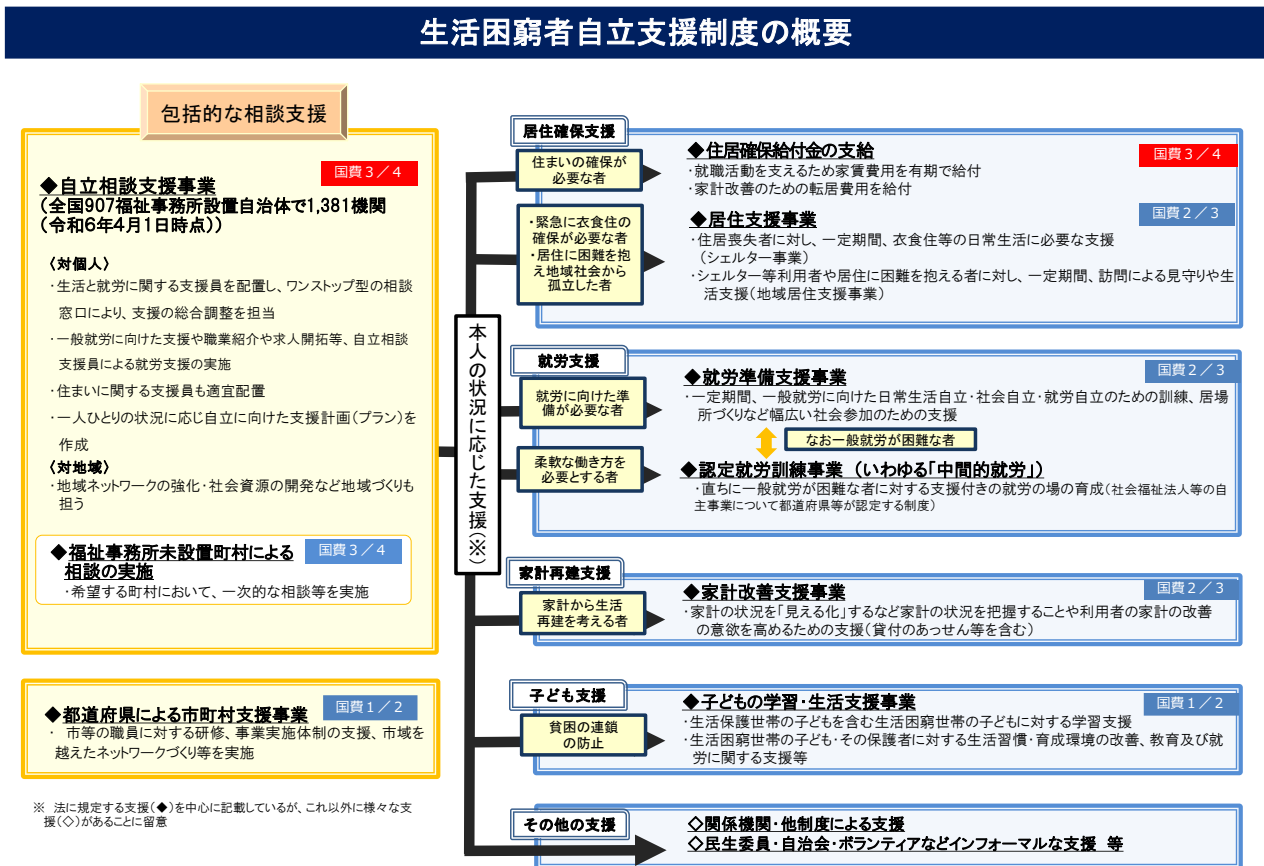 生活困窮者自立支援制度の概要
包括的な相談支援
国費3/4
◆自立相談支援事業
(全国907福祉事務所設置自治体で1,381機関
(令和6年4月1日時点))
〈対個人〉
・生活と就労に関する支援員を配置し、ワンストップ型の相談
窓口により、支援の総合調整を担当
・一般就労に向けた支援や職業紹介や求人開拓等、自立相談
支援員による就労支援の実施
・住まいに関する支援員も適宜配置
・一人ひとりの状況に応じ自立に向けた支援計画(プラン)を
作成
〈対地域〉
・地域ネットワークの強化・社会資源の開発など地域づくりも
担う
◆福祉事務所未設置町村による
相談の実施
国費3/4
・希望する町村において、一次的な相談等を実施
◆都道府県による市町村支援事業
国費1/2
・ 市等の職員に対する研修、事業実施体制の支援、市域を
越えたネットワークづくり等を実施
※ 法に規定する支援(◆)を中心に記載しているが、これ以外に様々な支
援(◇)があることに留意
本人の状況に応じた支援(※)
居住確保支援
住まいの確保が
必要な者
◆住居確保給付金の支給
国費3/4
・就職活動を支えるため家賃費用を有期で給付
・家計改善のための転居費用を給付
・緊急に衣食住の
確保が必要な者
・居住に困難を抱
え地域社会から
孤立した者
◆居住支援事業
国費2/3
・住居喪失者に対し、一定期間、衣食住等の日常生活に必要な支援
(シェルター事業)
・シェルター等利用者や居住に困難を抱える者に対し、一定期間、訪問による見守りや生
活支援(地域居住支援事業)
就労支援
就労に向けた準
備が必要な者
◆就労準備支援事業
国費2/3
・一定期間、一般就労に向けた日常生活自立・社会自立・就労自立のための訓練、居場
所づくりなど幅広い社会参加のための支援
なお一般就労が困難な者
柔軟な働き方を
必要とする者
◆認定就労訓練事業 (いわゆる「中間的就労」)
・直ちに一般就労が困難な者に対する支援付きの就労の場の育成(社会福祉法人等の自
主事業について都道府県等が認定する制度)
家計再建支援
家計から生活
再建を考える者
◆家計改善支援事業
国費2/3
・家計の状況を「見える化」するなど家計の状況を把握することや利用者の家計の改善
の意欲を高めるための支援(貸付のあっせん等を含む)
子ども支援
貧困の連鎖
の防止
◆子どもの学習・生活支援事業
国費1/2
・生活保護世帯の子どもを含む生活困窮世帯の子どもに対する学習支援
・生活困窮世帯の子ども・その保護者に対する生活習慣・育成環境の改善、教育及び就
労に関する支援等
その他の支援
◇関係機関・他制度による支援
◇民生委員・自治会・ボランティアなどインフォーマルな支援 等